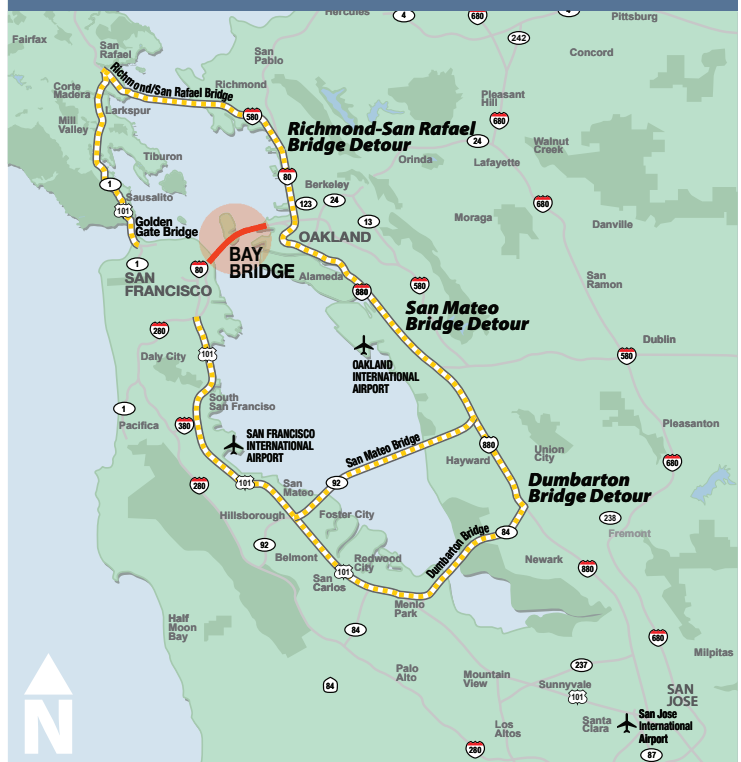 Hercules
4
680
4
Pittsburg
Fairfax
San
Rafael
242
San
Pablo
Concord
Richmond/San Rafael Bridge
Richmond
Corte
Madera
Larkspur
Pleasant
Hill
Mill
Valley
580
680
Richmond-San Rafael
Bridge Detour
24
Walnut
Creek
Tiburon
Orinda
Lafayette
80
1
Berkeley
Sausalito
123
24
680
101
Golden
Gate Bridge
13
Moraga
Danville
OAKLAND
BAY
BRIDGE
1
80
SAN
FRANCISCO
Alameda
880
580
San
Ramon
San Mateo
Bridge Detour
280
101
Daly City
Dublin
580
OAKLAND
INTERNATIONAL
AIRPORT
South
San Franciso
1
Pacifica
380
Pleasanton
SAN FRANCISCO
INTERNATIONAL
AIRPORT
San Mateo Bridge
880
Union
City
Hayward
680
280
101
San
Mateo
92
Dumbarton
Bridge Detour
Hillsborough
Foster City
238
Fremont
92
Dumbarton Bridge
84
Belmont
Redwood
City
Newark
880
101
San
Carlos
Menlo
Park
Half
Moon
Bay
84
680
Milpitas
Palo
Alto
237
Mountain
View
84
Sunnyvale
101
SAN
JOSE
N
Los
Altos
Santa
Clara
San Jose
International
Airport
280
87